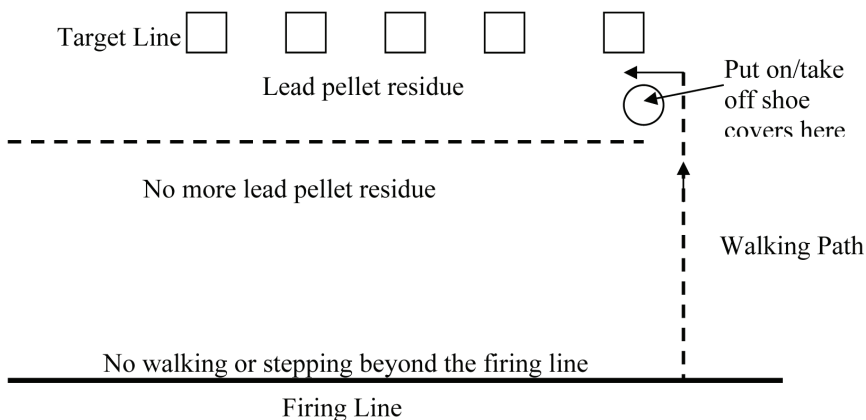 Target Line
Lead pellet residue
Put on/take
off shoe
covers here
No more lead pellet residue
Walking Path
No walking or stepping beyond the firing line
Firing Line